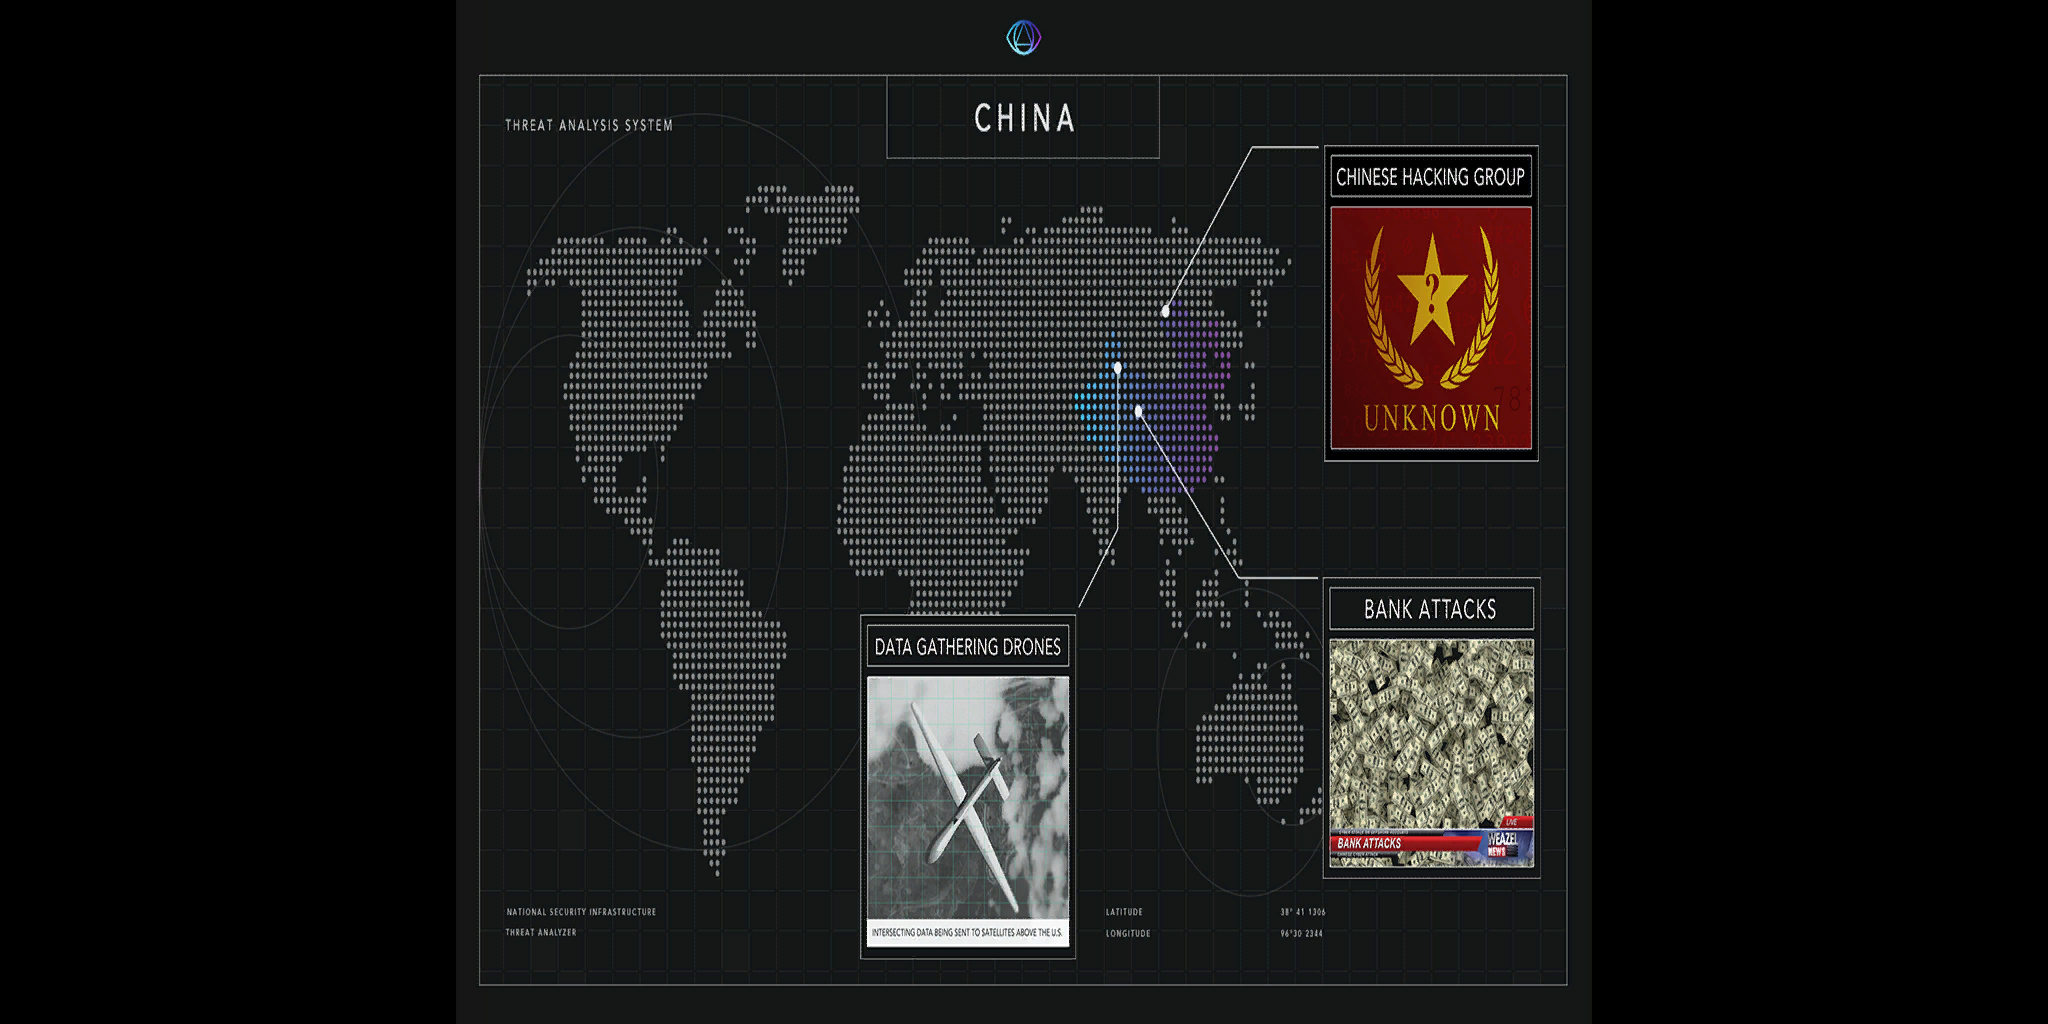 CHINA
THREAT ANALYSIS SYSTEM
CHINESE HACKING GROUP
?
UNKNOWN
BANK ATTACKS
LIVE
BANK ATTACKS
WEAZEL
NEWS
DATA GATHERING DRONES
INTERSECTING DATA BEING SENT TO SATELLITES ABOVE THE U.S.
NATIONAL SECURITY INFRASTRUCTURE
THREAT ANALYZER
LATITUDE 38° 41 1306
LONGITUDE 96°30 2344